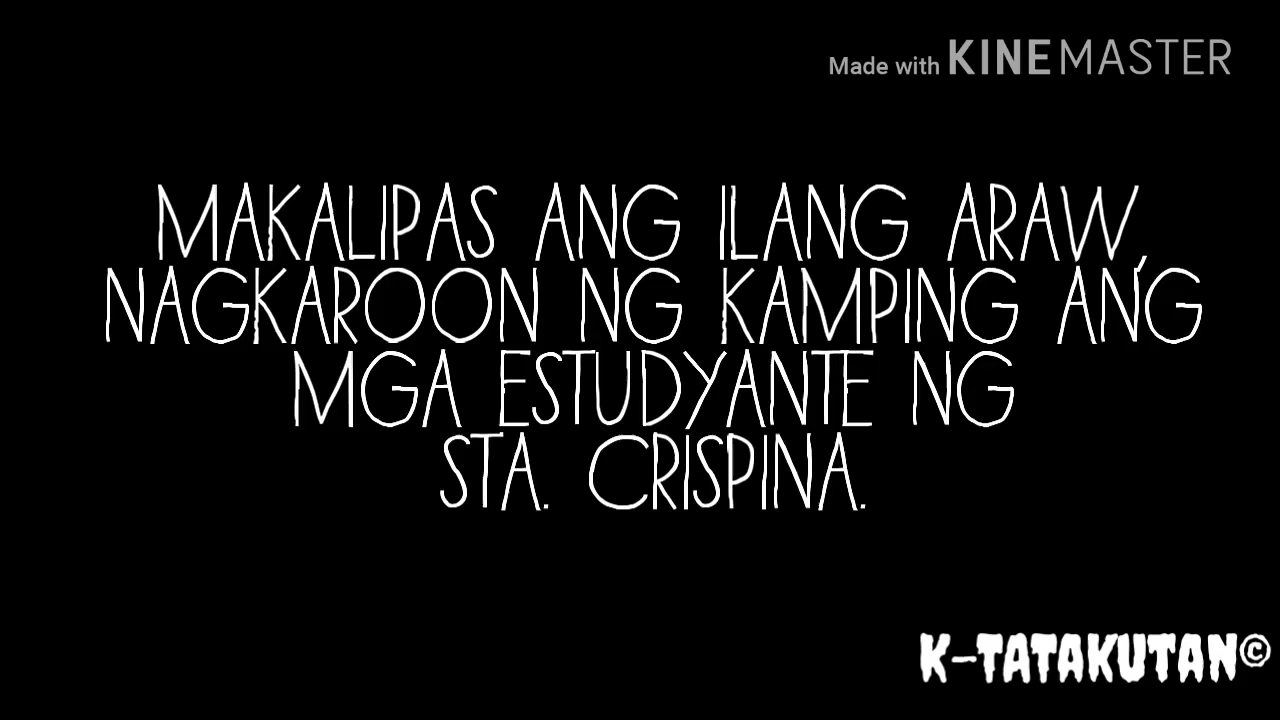 Made with KINEMASTER
MAKALIPAS ANG ILANG ARAW,
NAGKAROON NG KAMPING ANG
MGA ESTUDYANTE NG
STA. CRISPINA.
K-TATAKUTAN©